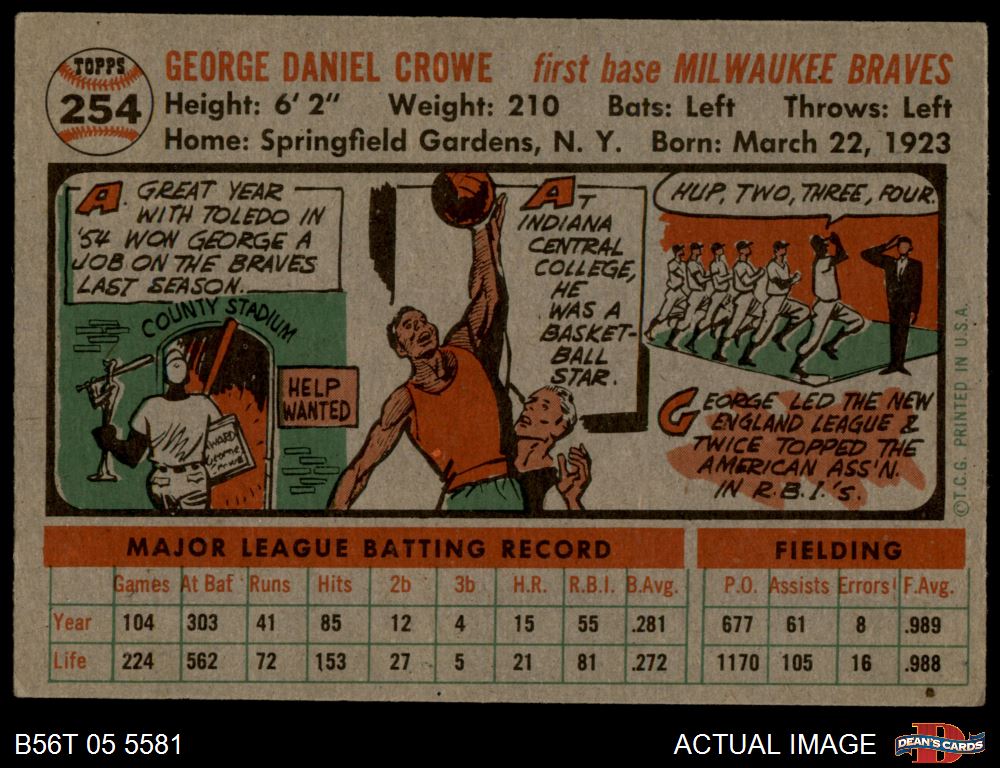 TOPPS
254
GEORGE DANIEL CROWE first base MILWAUKEE BRAVES
Height: 6' 2" Weight: 210 Bats: Left Throws: Left
Home: Springfield Gardens, N. Y. Born: March 22, 1923
A GREAT YEAR
WITH TOLEDO IN
'54 WON GEORGE A
JOB ON THE BRAVES
LAST SEASON.
COUNTY STADIUM
HELP
WANTED
AT
INDIANA
CENTRAL
COLLEGE,
HE
WAS A
BASKET-
BALL
STAR.
HUP, TWO, THREE, FOUR.
GEORGE LED THE NEW
ENGLAND LEAGUE &
TWICE TOPPED THE
AMERICAN ASS'N.
IN R.B.I.'s.
©T.C.G. PRINTED IN U.S.A.
MAJOR LEAGUE BATTING RECORD FIELDING
Games At Bat Runs Hits 2b 3b H.R. R.B.I. B.Avg. P.O. Assists Errors F.Avg.
Year 104 303 41 85 12 4 15 55 .281 677 61 8 .989
Life 224 562 72 153 27 5 21 81 .272 1170 105 16 .988
B56T 05 5581
ACTUAL IMAGE
DEAN'S CARDS